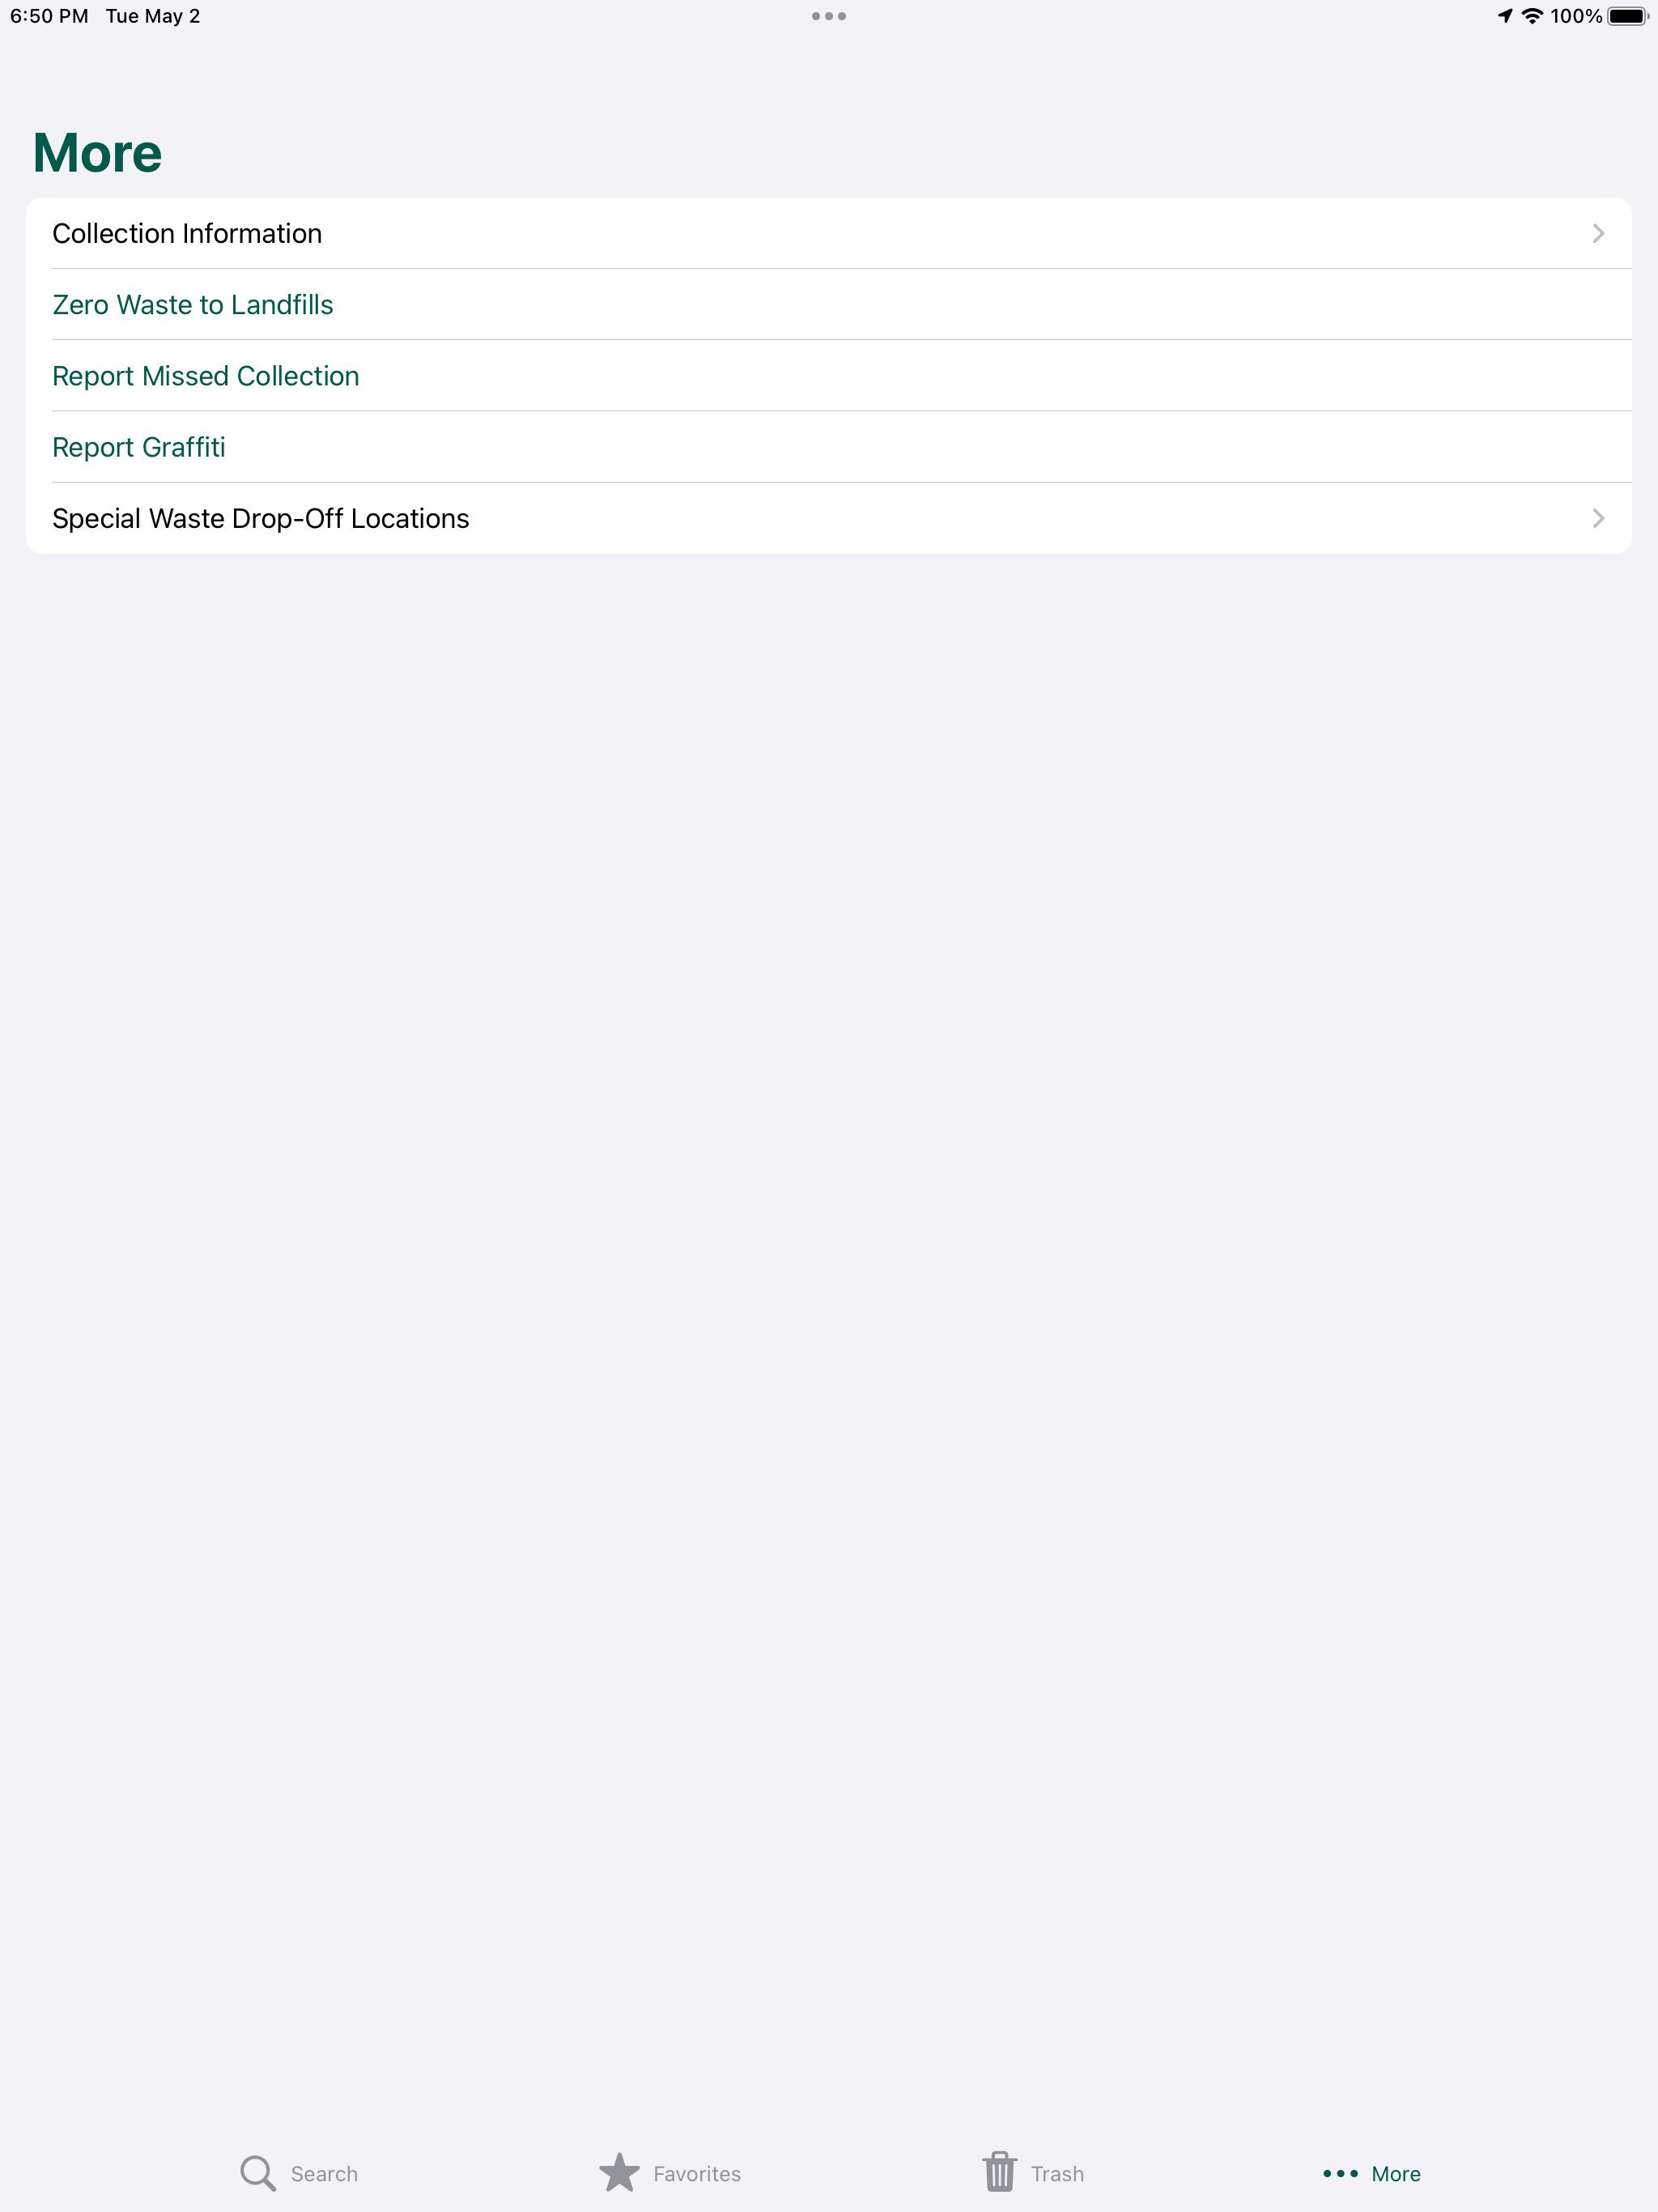 6:50 PM Tue May 2 100%
More
Collection Information
Zero Waste to Landfills
Report Missed Collection
Report Graffiti
Special Waste Drop-Off Locations
Search Favorites Trash More